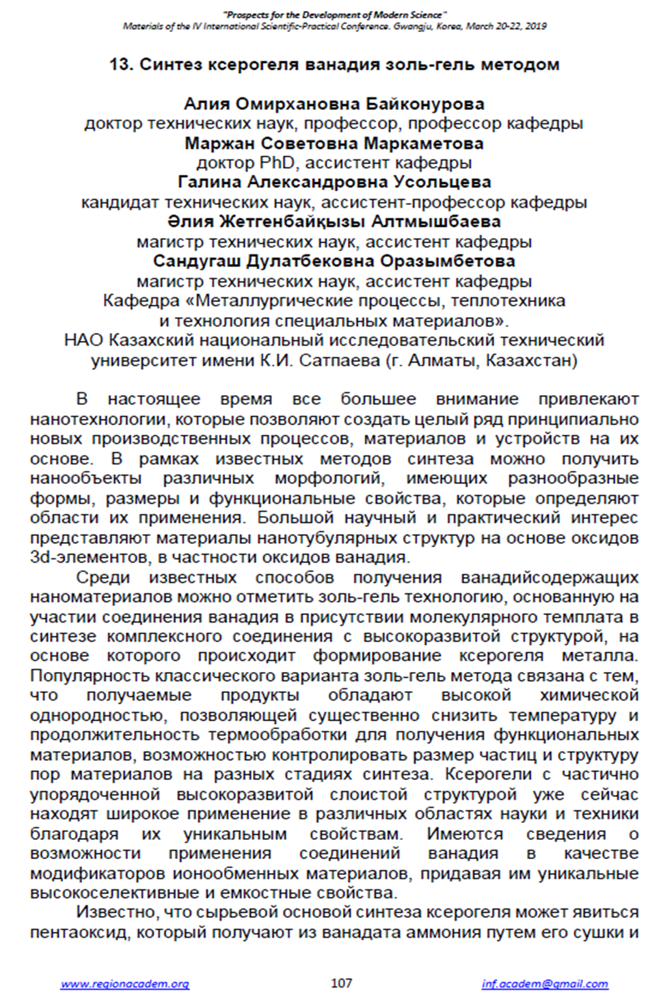 "Prospects for the Development of Modern Science"
Materials of the IV International Scientific-Practical Conference. Gwangju, Korea, March 20-22, 2019
13. Синтез ксерогеля ванадия золь-гель методом
Алия Омирхановна Байконурова
доктор технических наук, профессор, профессор кафедры
Маржан Советовна Маркаметова
доктор PhD, ассистент кафедры
Галина Александровна Усольцева
кандидат технических наук, ассистент-профессор кафедры
Әлия Жетгенбайқызы Алтмышбаева
магистр технических наук, ассистент кафедры
Сандугаш Дулатбековна Оразымбетова
магистр технических наук, ассистент кафедры
Кафедра «Металлургические процессы, теплотехника
и технология специальных материалов».
НАО Казахский национальный исследовательский технический
университет имени К.И. Сатпаева (г. Алматы, Казахстан)
В настоящее время все большее внимание привлекают
нанотехнологии, которые позволяют создать целый ряд принципиально
новых производственных процессов, материалов и устройств на их
основе. В рамках известных методов синтеза можно получить
нанообъекты различных морфологий, имеющих разнообразные
формы, размеры и функциональные свойства, которые определяют
области их применения. Большой научный и практический интерес
представляют материалы нанотубулярных структур на основе оксидов
3d-элементов, в частности оксидов ванадия.
Среди известных способов получения ванадийсодержащих
наноматериалов можно отметить золь-гель технологию, основанную на
участии соединения ванадия в присутствии молекулярного темплата в
синтезе комплексного соединения с высокоразвитой структурой, на
основе которого происходит формирование ксерогеля металла.
Популярность классического варианта золь-гель метода связана с тем,
что получаемые продукты обладают высокой химической
однородностью, позволяющей существенно снизить температуру и
продолжительность термообработки для получения функциональных
материалов, возможностью контролировать размер частиц и структуру
пор материалов на разных стадиях синтеза. Ксерогели с частично
упорядоченной высокоразвитой слоистой структурой уже сейчас
находят широкое применение в различных областях науки и техники
благодаря их уникальным свойствам. Имеются сведения о
возможности применения соединений ванадия в качестве
модификаторов ионообменных материалов, придавая им уникальные
высокоселективные и емкостные свойства.
Известно, что сырьевой основой синтеза ксерогеля может явиться
пентаоксид, который получают из ванадата аммония путем его сушки и
www.regionacadem.org 107 inf.academ@gmail.com